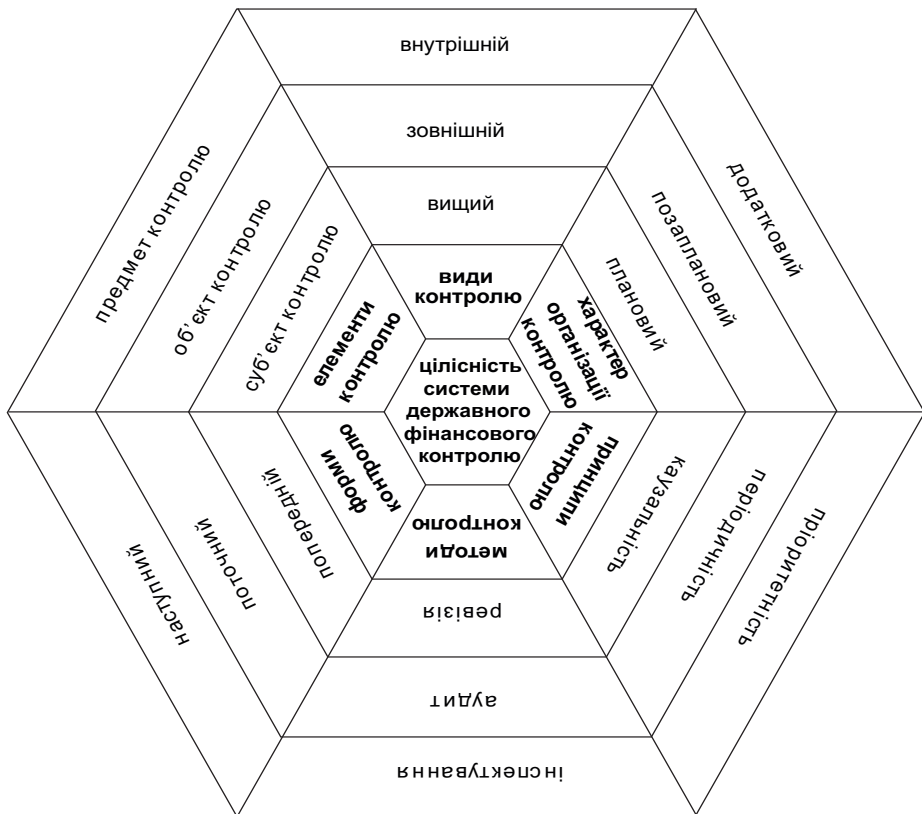 внутрішній
зовнішній
вищий
види
контролю
додатковий
позаплановий
плановий
характер
організації
контролю
предмет контролю
об’єкт контролю
суб’єкт контролю
елементи
контролю
цілісність
системи
державного
фінансового
контролю
принципи
контролю
каузальність
періодичність
пріоритетність
форми
контролю
попередній
поточний
наступний
методи
контролю
ревізія
аудит
інспектування